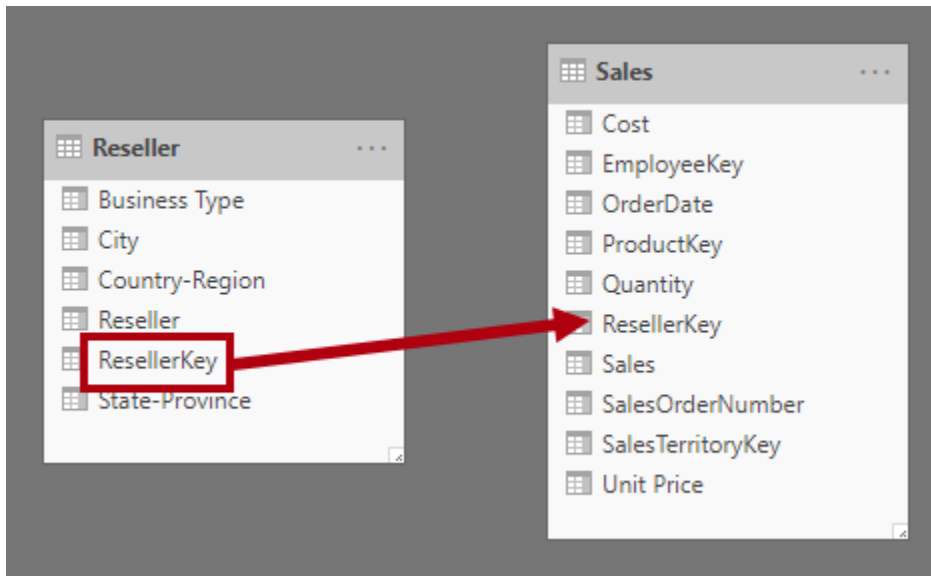 Reseller
Business Type
City
Country-Region
Reseller
ResellerKey
State-Province
Sales
Cost
EmployeeKey
OrderDate
ProductKey
Quantity
ResellerKey
Sales
SalesOrderNumber
SalesTerritoryKey
Unit Price